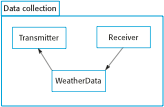 Data collection
Transmitter
Receiver
WeatherData